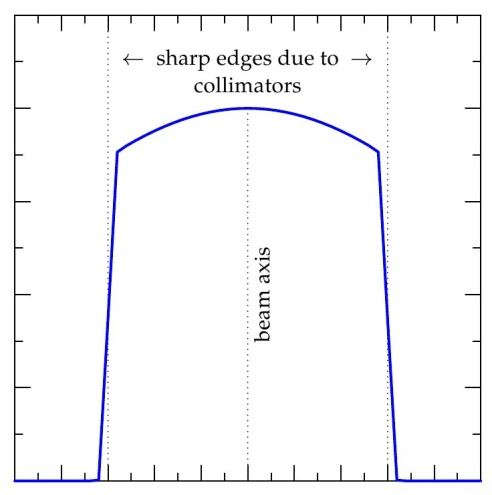 ← sharp edges due to →
collimators
beam axis